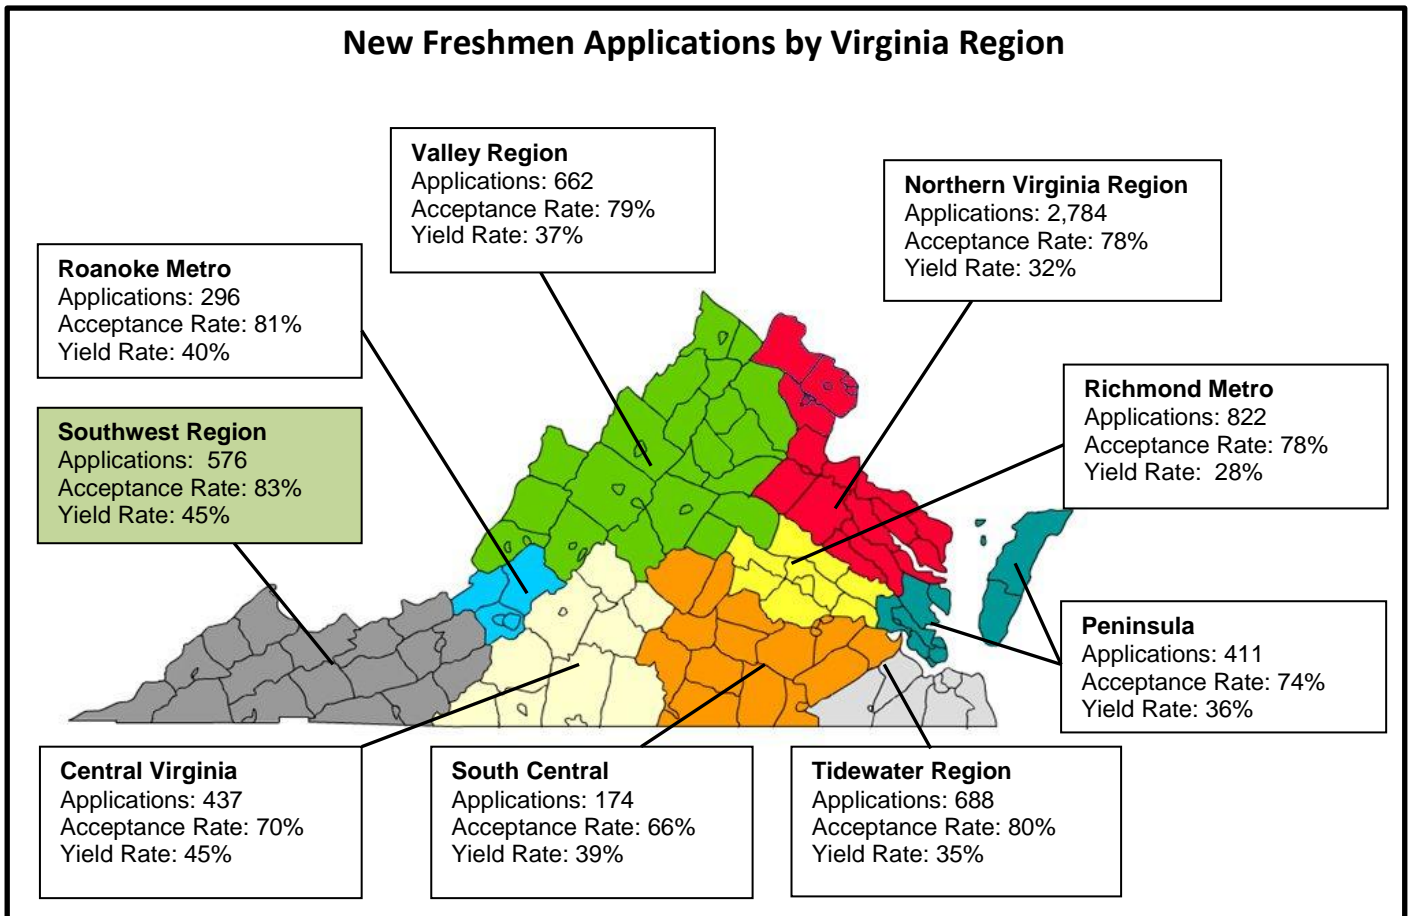 New Freshmen Applications by Virginia Region
Valley Region
Applications: 662
Acceptance Rate: 79%
Yield Rate: 37%
Northern Virginia Region
Applications: 2,784
Acceptance Rate: 78%
Yield Rate: 32%
Roanoke Metro
Applications: 296
Acceptance Rate: 81%
Yield Rate: 40%
Richmond Metro
Applications: 822
Acceptance Rate: 78%
Yield Rate: 28%
Southwest Region
Applications: 576
Acceptance Rate: 83%
Yield Rate: 45%
Peninsula
Applications: 411
Acceptance Rate: 74%
Yield Rate: 36%
Central Virginia
Applications: 437
Acceptance Rate: 70%
Yield Rate: 45%
South Central
Applications: 174
Acceptance Rate: 66%
Yield Rate: 39%
Tidewater Region
Applications: 688
Acceptance Rate: 80%
Yield Rate: 35%